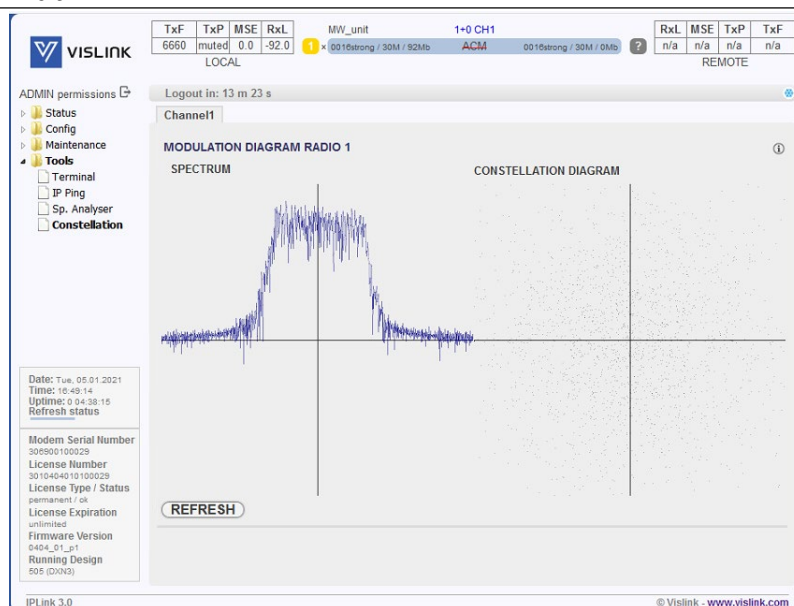 TxF TxP MSE RxL
6660 muted 0.0 -92.0
LOCAL
MW_unit 1+0 CH1
1 × 0016strong / 30M / 92Mb ACM 0016strong / 30M / 0Mb ?
RxL MSE TxP TxF
n/a n/a n/a n/a
REMOTE
VISLINK
ADMIN permissions
Status
Config
Maintenance
Tools
Terminal
IP Ping
Sp. Analyser
Constellation
Logout in: 13 m 23 s
Channel1
MODULATION DIAGRAM RADIO 1
SPECTRUM
CONSTELLATION DIAGRAM
REFRESH
Date: Tue, 05.01.2021
Time: 16:49:14
Uptime: 0 04:38:15
Refresh status
Modem Serial Number
306900100029
License Number
3010404010100029
License Type / Status
permanent / ok
License Expiration
unlimited
Firmware Version
0404_01_p1
Running Design
505 (DXN3)
IPLink 3.0
© Vislink - www.vislink.com